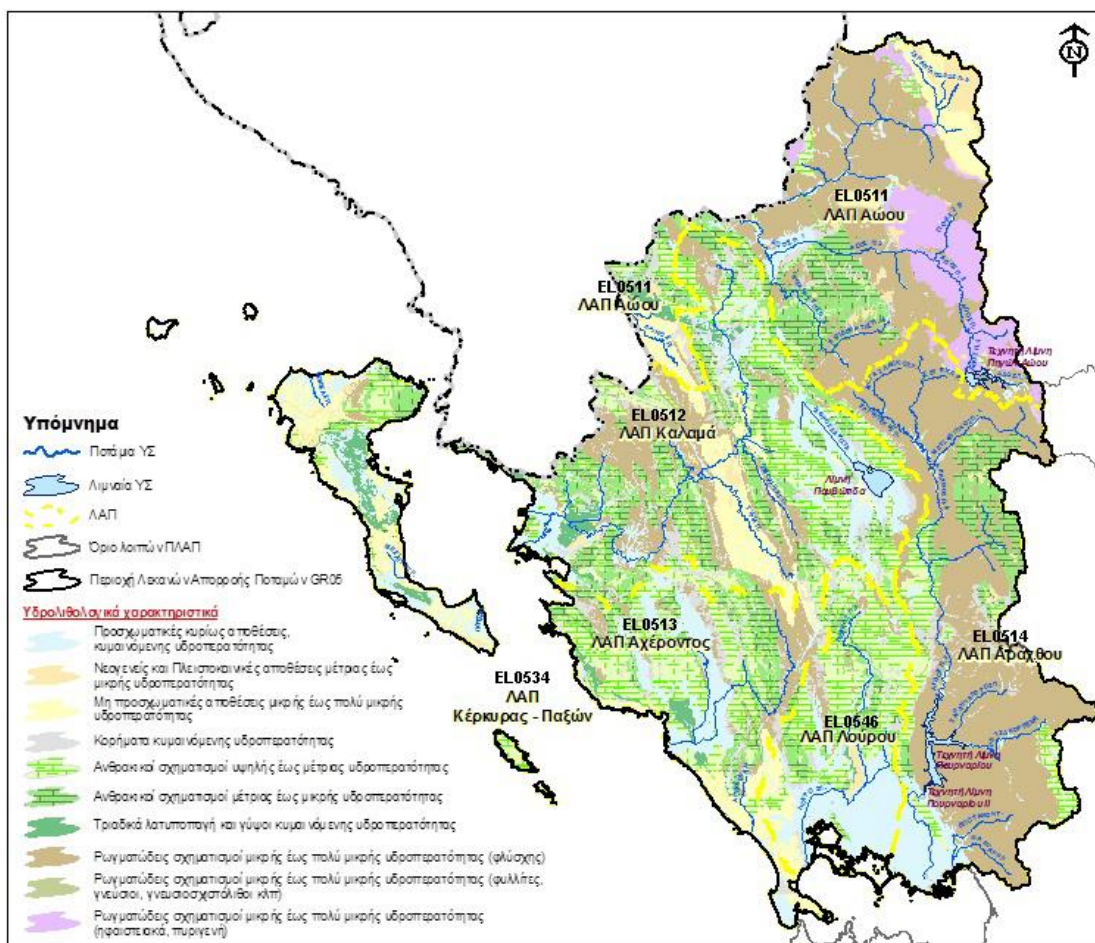 N
EL0511
ΛΑΠ Αώου
EL0511
ΛΑΠ Αώου
Τεχνητή Λίμνη
Πηγών Αώου
EL0512
ΛΑΠ Καλαμά
Λίμνη
Παμβώτιδα
EL0513
ΛΑΠ Αχέροντος
EL0514
ΛΑΠ Αράχθου
EL0534
ΛΑΠ
Κέρκυρας - Παξών
EL0546
ΛΑΠ Λούρου
Τεχνητή Λίμνη
Πουρναρίου
Τεχνητή Λίμνη
Πουρναρίου II
Υπόμνημα
Ποτάμια ΥΣ
Λιμναία ΥΣ
ΛΑΠ
Όριο λοιπών ΠΛΑΠ
Περιοχή Λεκανών Απορροής Ποταμών GR05
Υδρολιθολογικά χαρακτηριστικά
Προσχωματικές κυρίως αποθέσεις,
κυμαινόμενης υδροπερατότητας
Νεογενείς και Πλειστοκαινικές αποθέσεις μέτριας έως
μικρής υδροπερατότητας
Μη προσχωματικές αποθέσεις μικρής έως πολύ μικρής
υδροπερατότητας
Κορήματα κυμαινόμενης υδροπερατότητας
Ανθρακικοί σχηματισμοί υψηλής έως μέτριας υδροπερατότητας
Ανθρακικοί σχηματισμοί μέτριας έως μικρής υδροπερατότητας
Τριαδικά λατυποπαγή και γύψοι κυμαινόμενης υδροπερατότητας
Ρωγματώδεις σχηματισμοί μικρής έως πολύ μικρής υδροπερατότητας (φλύσχης)
Ρωγματώδεις σχηματισμοί μικρής έως πολύ μικρής υδροπερατότητας (φυλλίτες,
γνεύσιοι, γνευσιοσχιστόλιθοι κλπ)
Ρωγματώδεις σχηματισμοί μικρής έως πολύ μικρής υδροπερατότητας
(ηφαιστειακά, πυριγενή)